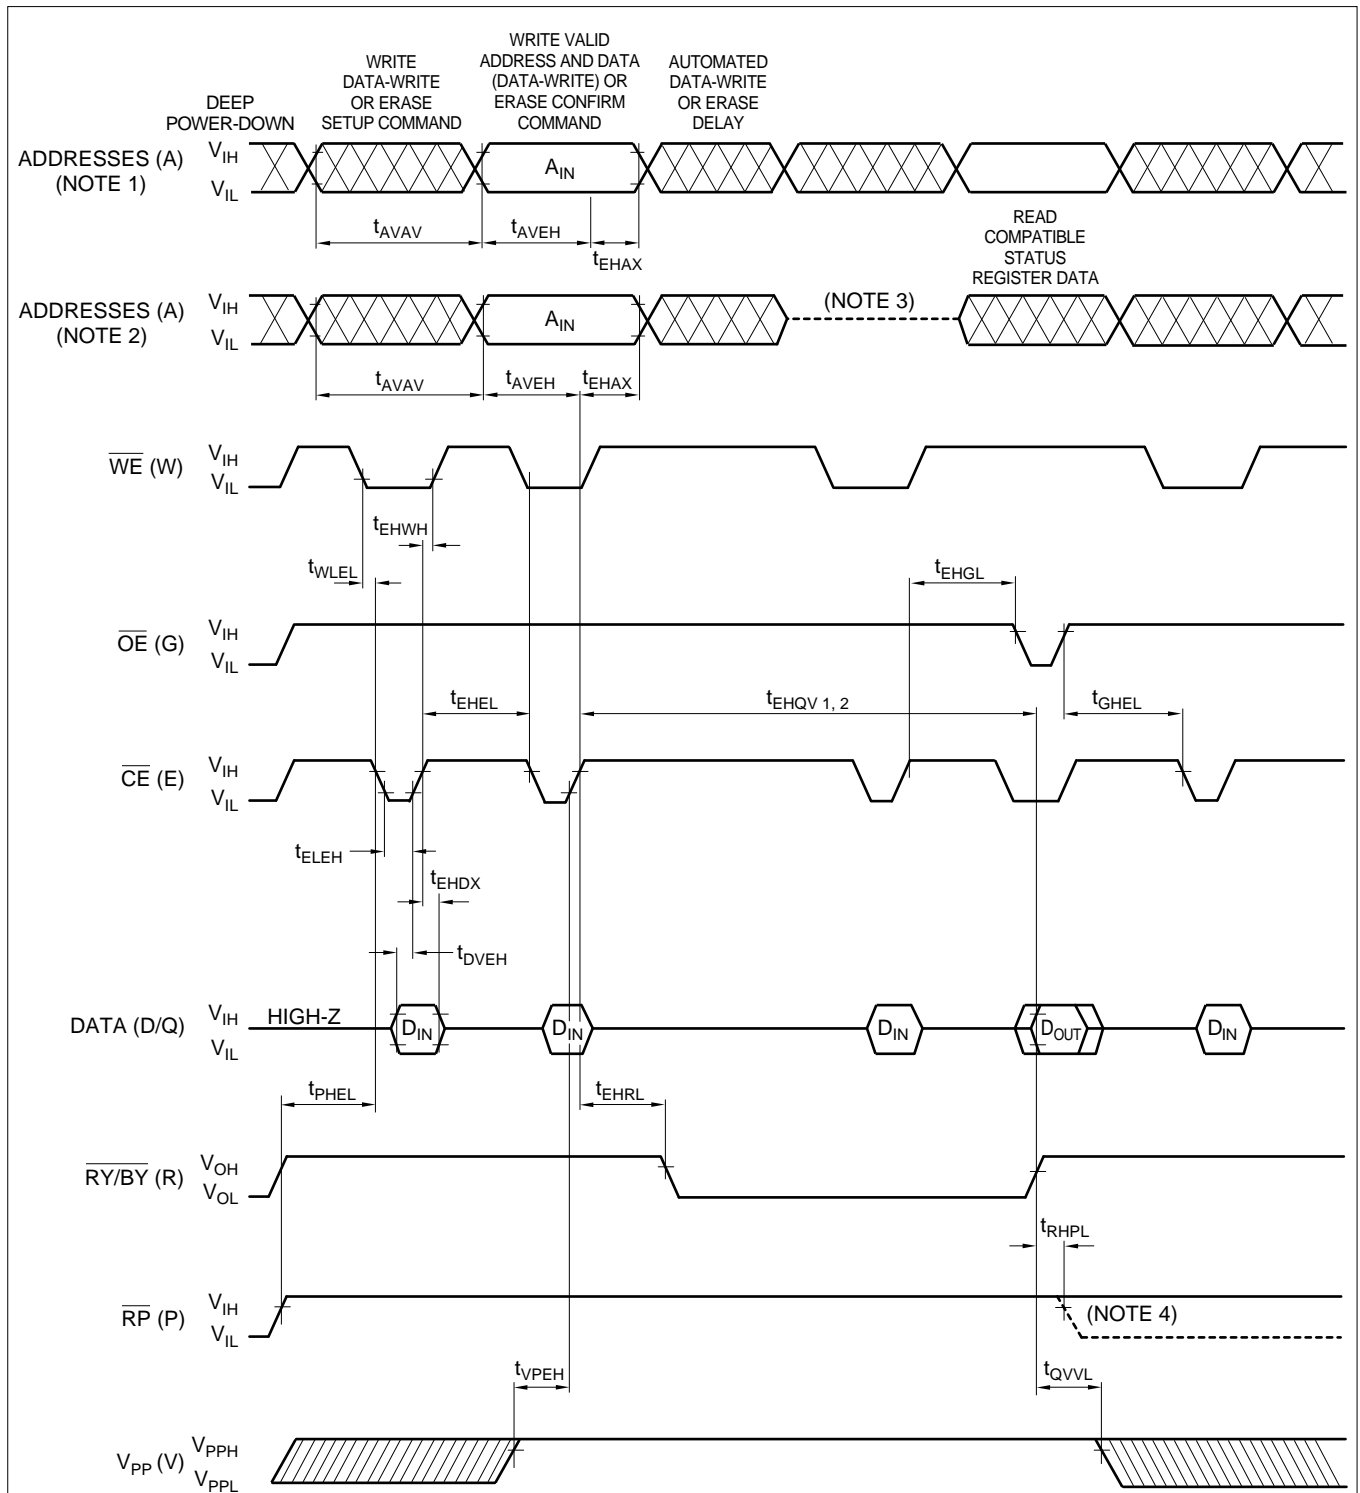 DEEP
POWER-DOWN
WRITE
DATA-WRITE
OR ERASE
SETUP COMMAND
WRITE VALID
ADDRESS AND DATA
(DATA-WRITE) OR
ERASE CONFIRM
COMMAND
AUTOMATED
DATA-WRITE
OR ERASE
DELAY
ADDRESSES (A)
(NOTE 1)
VIH
VIL
AIN
tAVAV
tAVEH
tEHAX
READ
COMPATIBLE
STATUS
REGISTER DATA
ADDRESSES (A)
(NOTE 2)
VIH
VIL
AIN
(NOTE 3)
tAVAV
tAVEH
tEHAX
WE (W)
VIH
VIL
tEHWH
tWLEL
tEHGL
OE (G)
VIH
VIL
tEHEL
tEHQV 1, 2
tGHEL
CE (E)
VIH
VIL
tELEH
tEHDX
tDVEH
DATA (D/Q)
VIH
VIL
HIGH-Z
DIN
DIN
DIN
DOUT
DIN
tPHEL
tEHRL
RY/BY (R)
VOH
VOL
tRHPL
RP (P)
VIH
VIL
(NOTE 4)
tVPEH
tQVVL
VPP (V)
VPPH
VPPL